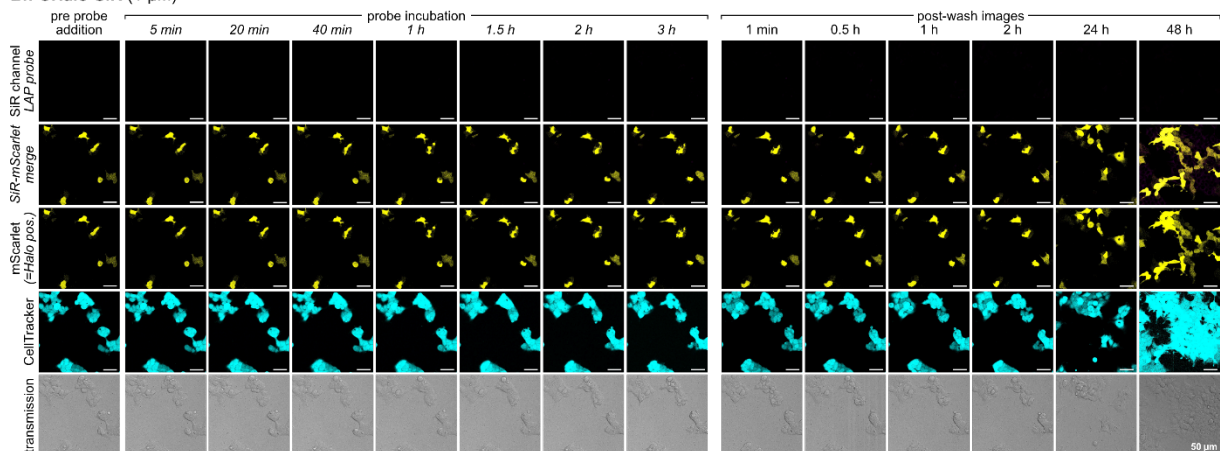 pre probe
addition
probe incubation
post-wash images
5 min
20 min
40 min
1 h
1.5 h
2 h
3 h
1 min
0.5 h
1 h
2 h
24 h
48 h
SiR channel
LAP probe
SiR-mScarlet
merge
mScarlet
(=Halo pos.)
CellTracker
transmission
50 µm